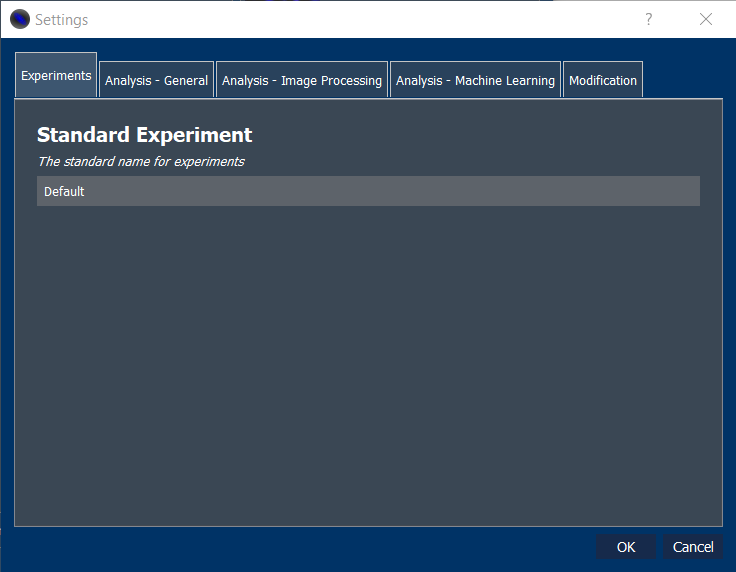 Settings
?
Experiments
Analysis - General
Analysis - Image Processing
Analysis - Machine Learning
Modification
Standard Experiment
The standard name for experiments
Default
OK
Cancel